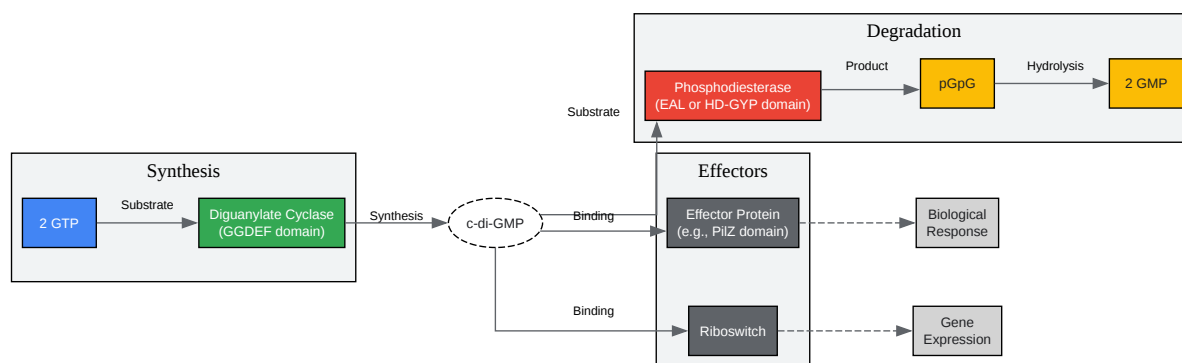 Degradation
Phosphodiesterase
(EAL or HD-GYP domain)
Product
pGpG
Hydrolysis
2 GMP
Substrate
Synthesis
2 GTP
Substrate
Diguanylate Cyclase
(GGDEF domain)
Synthesis
c-di-GMP
Effectors
Binding
Effector Protein
(e.g., PilZ domain)
Biological
Response
Binding
Riboswitch
Gene
Expression